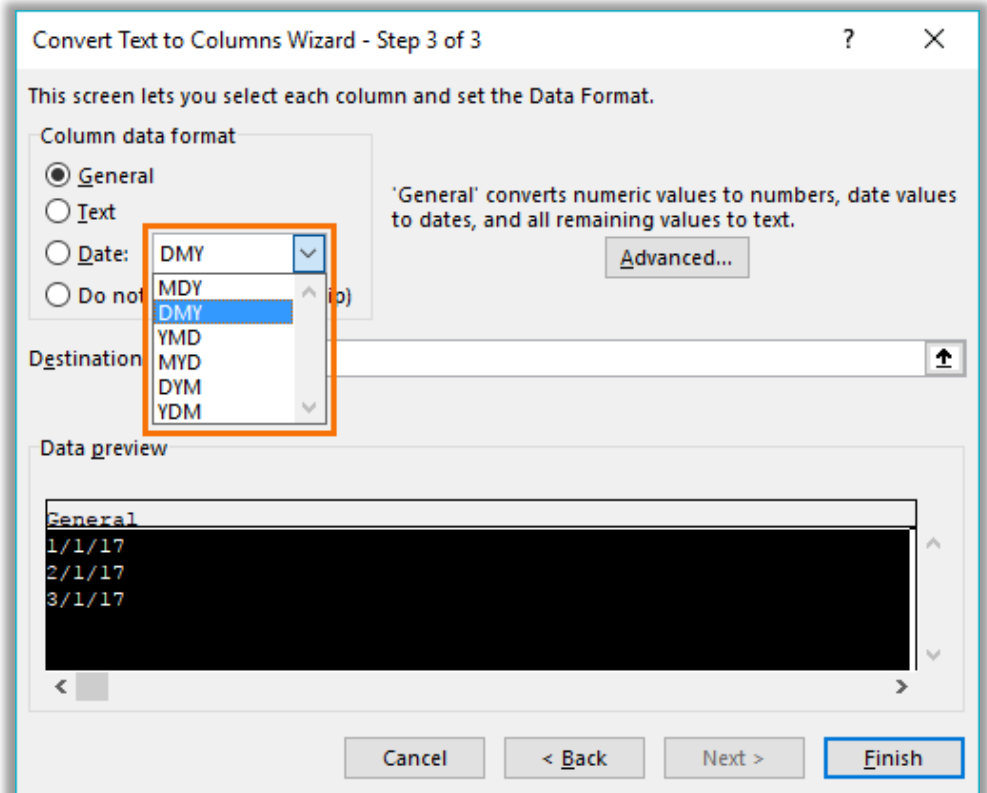 Convert Text to Columns Wizard - Step 3 of 3 ?
This screen lets you select each column and set the Data Format.
Column data format
General
Text
Date: DMY
Do not ip)
MDY
DMY
YMD
MYD
DYM
YDM
'General' converts numeric values to numbers, date values
to dates, and all remaining values to text.
Advanced...
Destination
Data preview
General
1/1/17
2/1/17
3/1/17
Cancel < Back Next > Finish